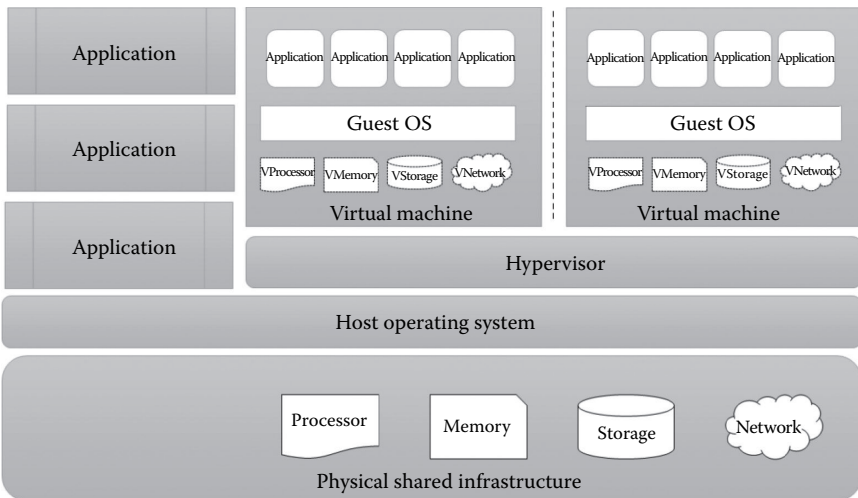 Application
Application
Application
Application Application Application Application
Guest OS
VProcessor VMemory VStorage VNetwork
Virtual machine
Application Application Application Application
Guest OS
VProcessor VMemory VStorage VNetwork
Virtual machine
Hypervisor
Host operating system
Processor Memory Storage Network
Physical shared infrastructure